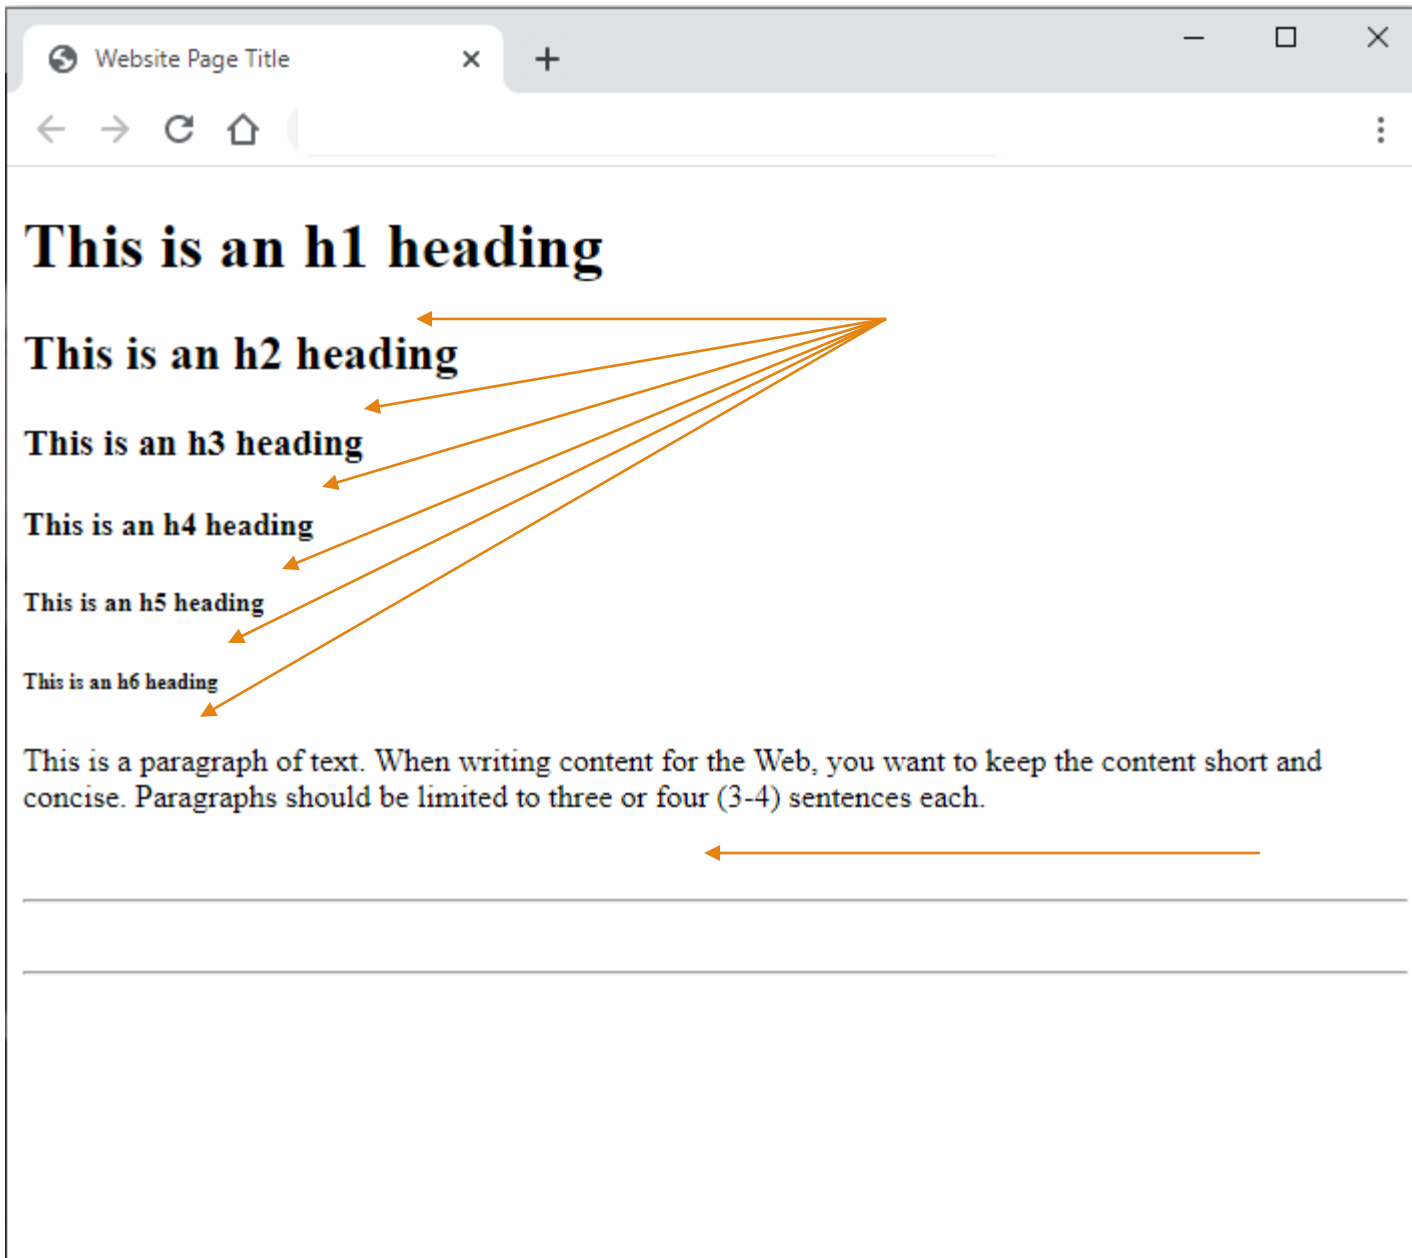 Website Page Title
This is an h1 heading
This is an h2 heading
This is an h3 heading
This is an h4 heading
This is an h5 heading
This is an h6 heading
This is a paragraph of text. When writing content for the Web, you want to keep the content short and
concise. Paragraphs should be limited to three or four (3-4) sentences each.